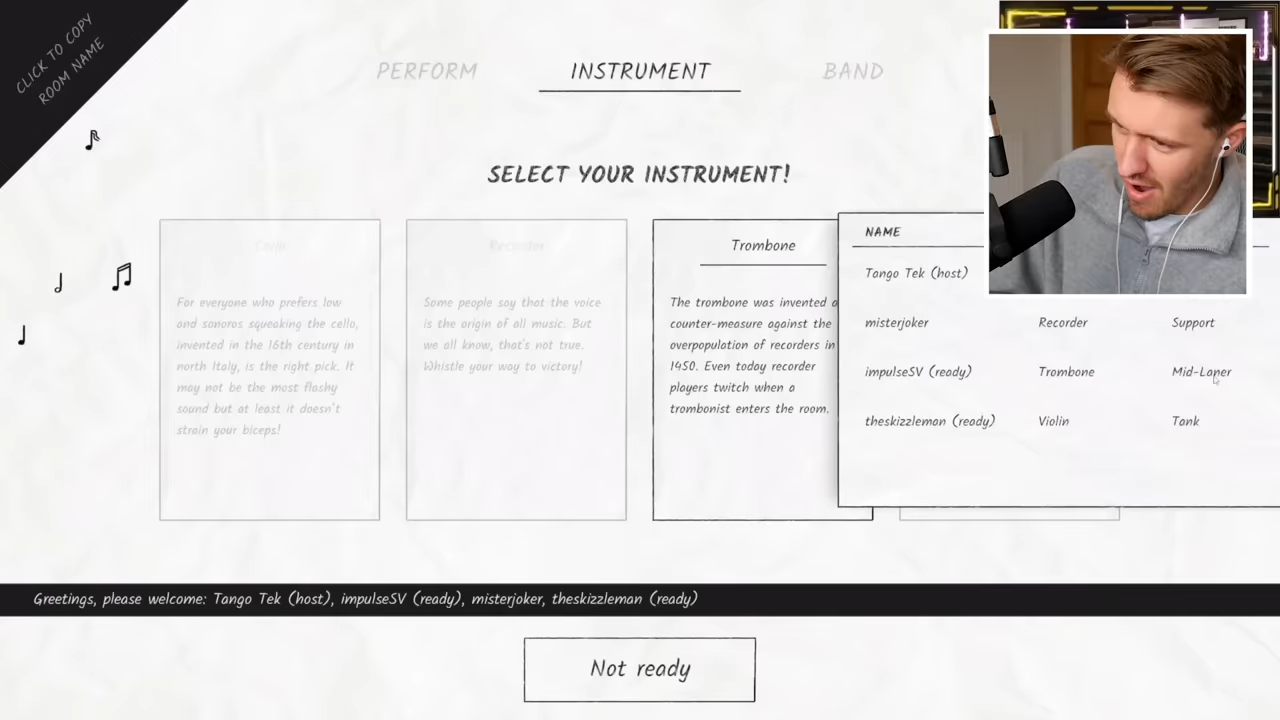 CLICK TO COPY
ROOM NAME
PERFORM
INSTRUMENT
BAND
SELECT YOUR INSTRUMENT!
Cello
For everyone who prefers low
and sonoros squeaking the cello,
invented in the 16th century in
north Italy, is the right pick. It
may not be the most flashy
sound but at least it doesn't
strain your biceps!
Recorder
Some people say that the voice
is the origin of all music. But
we all know, that's not true.
Whistle your way to victory!
Trombone
The trombone was invented
counter-measure against the
overpopulation of recorders in
1450. Even today recorder
players twitch when a
trombonist enters the room.
NAME
Tango Tek (host)
misterjoker Recorder Support
impulseSV (ready) Trombone Mid-Laner
theskizzleman (ready) Violin Tank
Greetings, please welcome: Tango Tek (host), impulseSV (ready), misterjoker, theskizzleman (ready)
Not ready